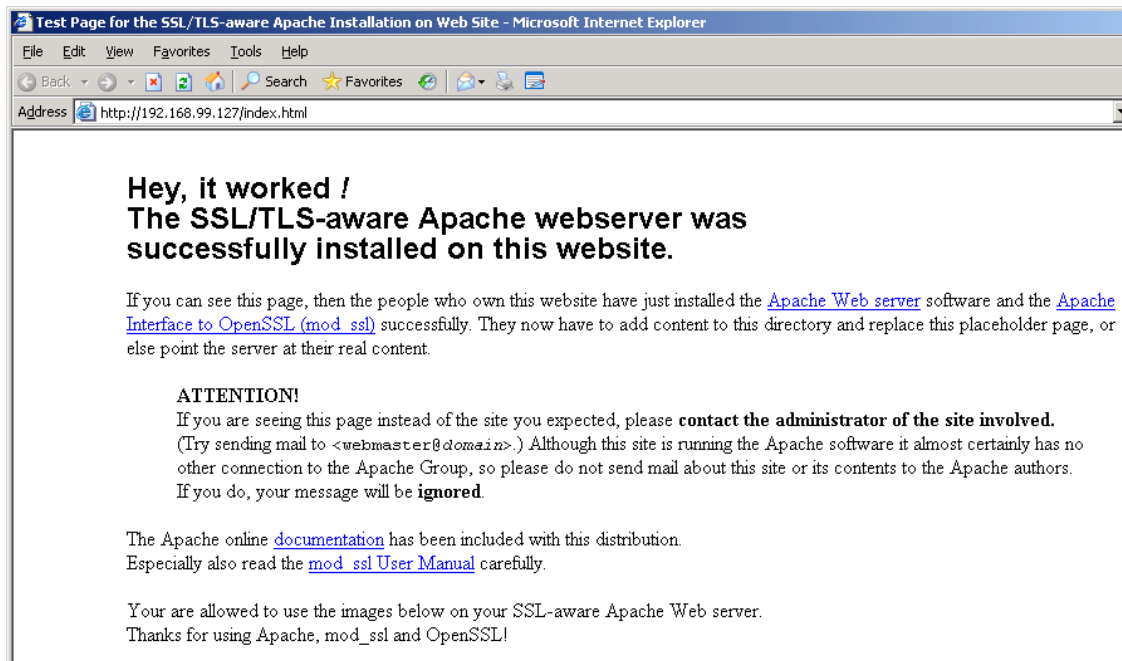 Test Page for the SSL/TLS-aware Apache Installation on Web Site - Microsoft Internet Explorer
File Edit View Favorites Tools Help
Back Search Favorites
Address http://192.168.99.127/index.html
Hey, it worked !
The SSL/TLS-aware Apache webserver was
successfully installed on this website.
If you can see this page, then the people who own this website have just installed the Apache Web server software and the Apache
Interface to OpenSSL (mod_ssl) successfully. They now have to add content to this directory and replace this placeholder page, or
else point the server at their real content.
ATTENTION!
If you are seeing this page instead of the site you expected, please contact the administrator of the site involved.
(Try sending mail to <webmaster@domain>.) Although this site is running the Apache software it almost certainly has no
other connection to the Apache Group, so please do not send mail about this site or its contents to the Apache authors.
If you do, your message will be ignored.
The Apache online documentation has been included with this distribution.
Especially also read the mod_ssl User Manual carefully.
Your are allowed to use the images below on your SSL-aware Apache Web server.
Thanks for using Apache, mod_ssl and OpenSSL!